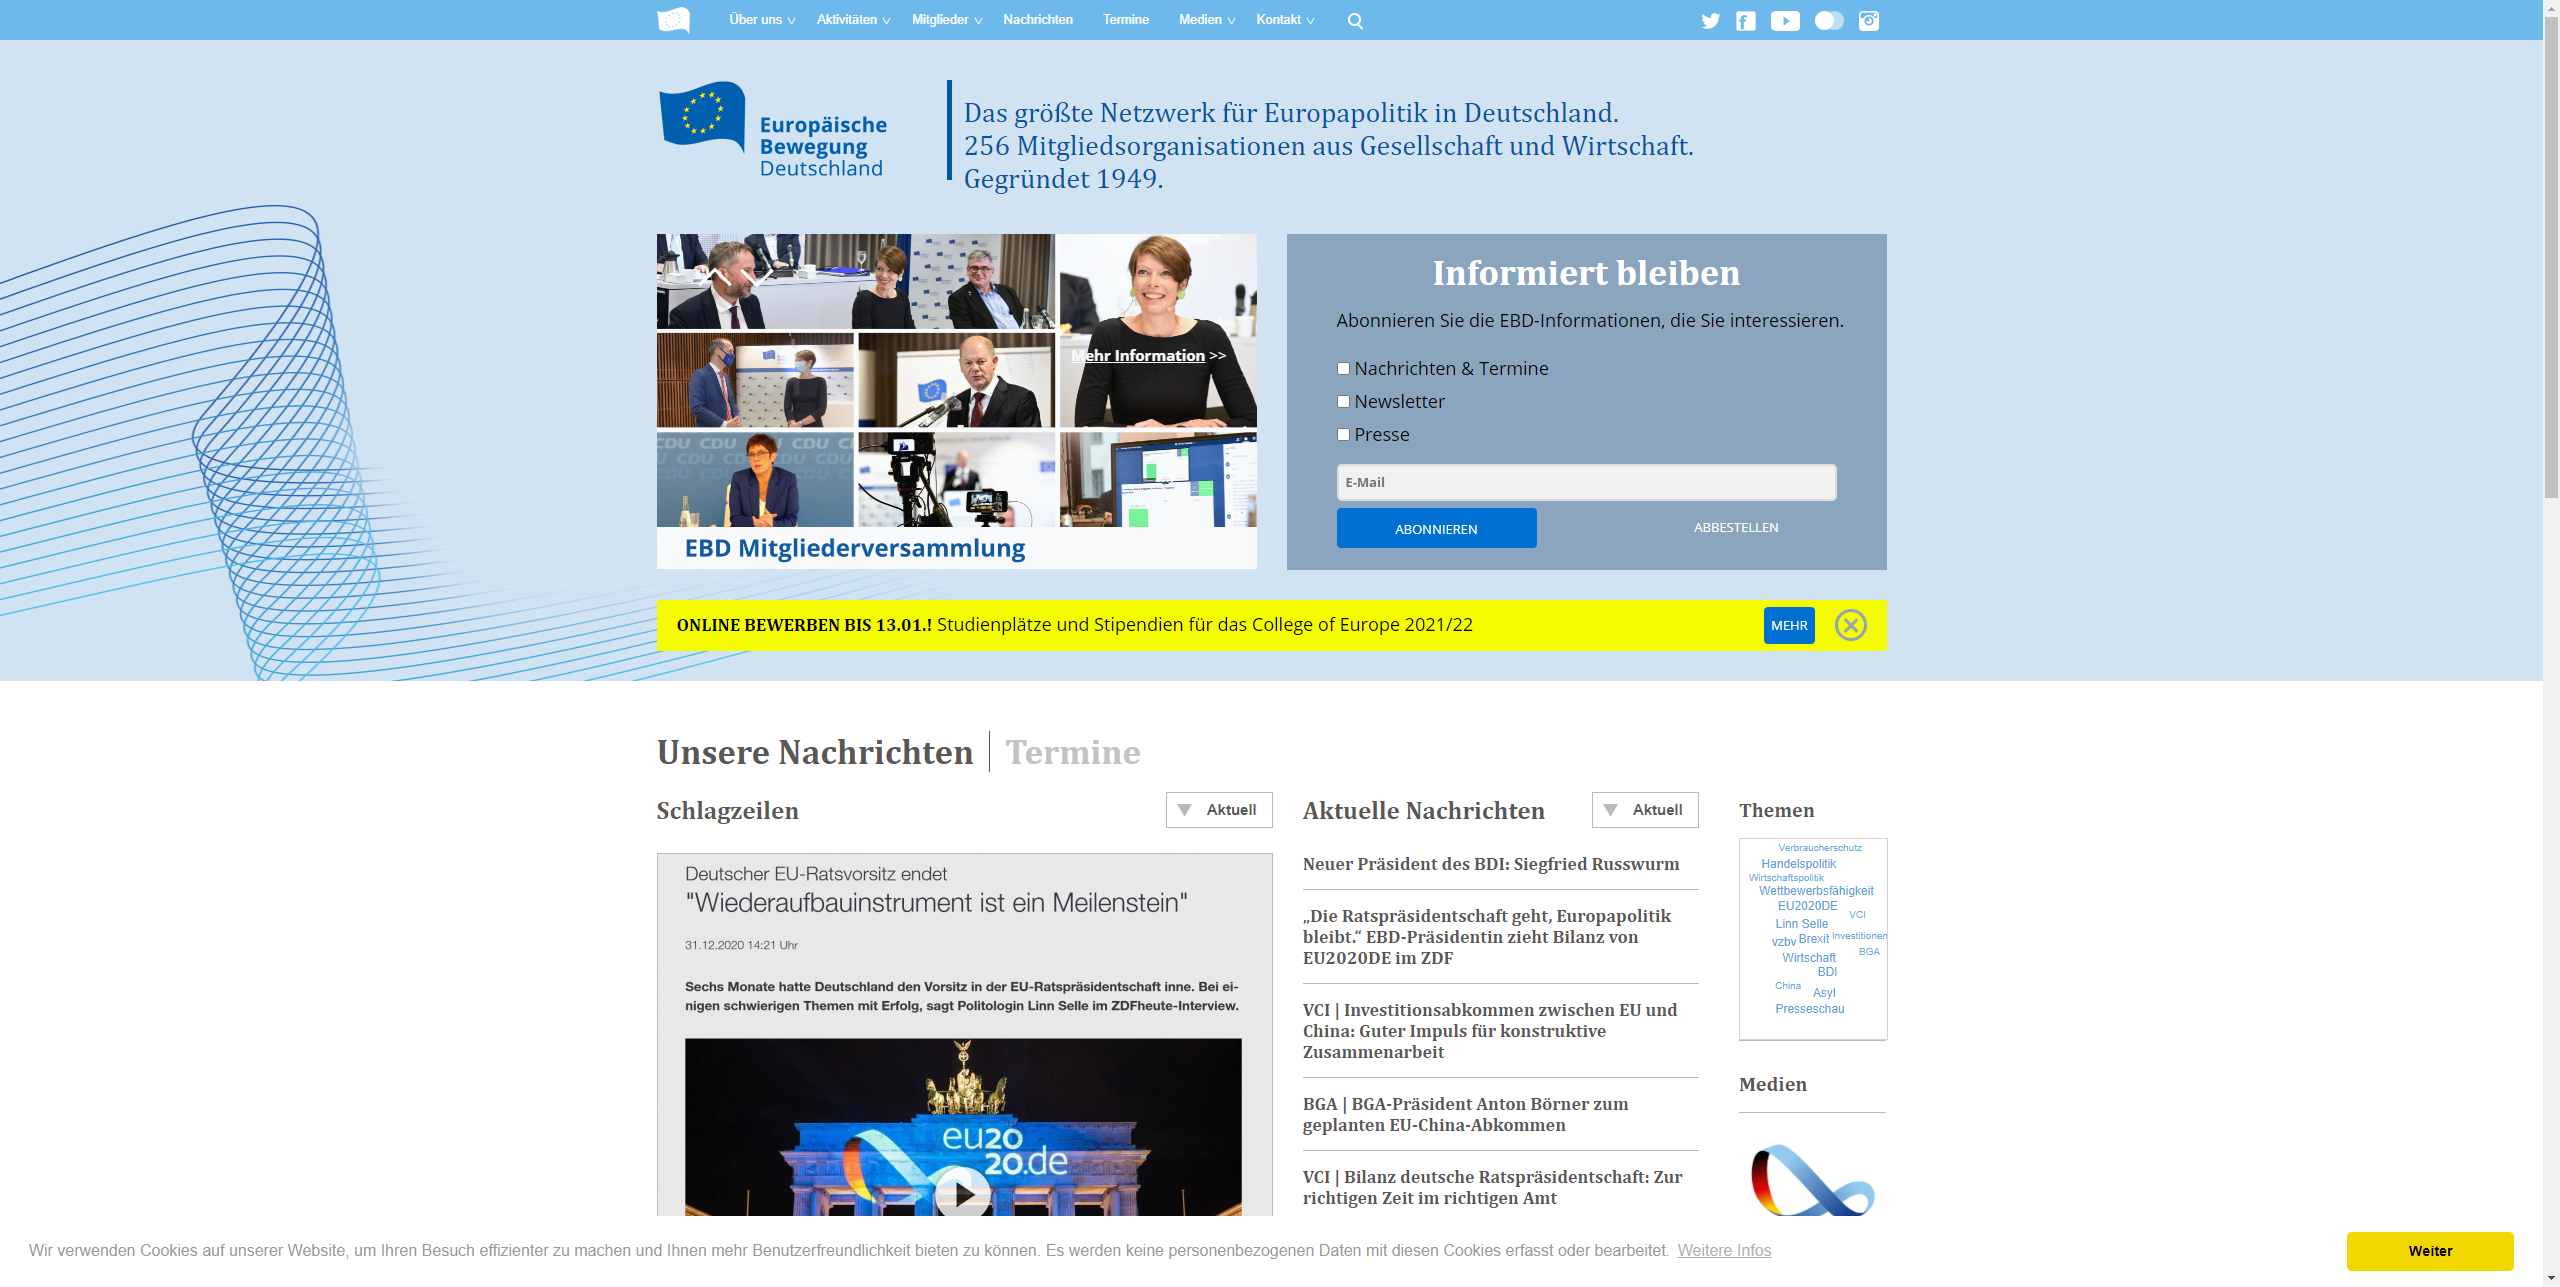 Über uns Aktivitäten Mitglieder Nachrichten Termine Medien Kontakt
Europäische
Bewegung
Deutschland
Das größte Netzwerk für Europapolitik in Deutschland.
256 Mitgliedsorganisationen aus Gesellschaft und Wirtschaft.
Gegründet 1949.
Mehr Information >>
CDU CDU CDU
EBD Mitgliederversammlung
Informiert bleiben
Abonnieren Sie die EBD-Informationen, die Sie interessieren.
Nachrichten & Termine
Newsletter
Presse
E-Mail
ABONNIEREN ABBESTELLEN
ONLINE BEWERBEN BIS 13.01.! Studienplätze und Stipendien für das College of Europe 2021/22 MEHR
Unsere Nachrichten Termine
Schlagzeilen Aktuell
Deutscher EU-Ratsvorsitz endet
"Wiederaufbauinstrument ist ein Meilenstein"
31.12.2020 14:21 Uhr
Sechs Monate hatte Deutschland den Vorsitz in der EU-Ratspräsidentschaft inne. Bei ei-
nigen schwierigen Themen mit Erfolg, sagt Politologin Linn Selle im ZDFheute-Interview.
eu20
20.de
Aktuelle Nachrichten Aktuell
Neuer Präsident des BDI: Siegfried Russwurm
„Die Ratspräsidentschaft geht, Europapolitik
bleibt.“ EBD-Präsidentin zieht Bilanz von
EU2020DE im ZDF
VCI | Investitionsabkommen zwischen EU und
China: Guter Impuls für konstruktive
Zusammenarbeit
BGA | BGA-Präsident Anton Börner zum
geplanten EU-China-Abkommen
VCI | Bilanz deutsche Ratspräsidentschaft: Zur
richtigen Zeit im richtigen Amt
Themen
Verbraucherschutz
Handelspolitik
Wirtschaftspolitik
Wettbewerbsfähigkeit
EU2020DE
VCI
Linn Selle
vzbv Brexit Investitionen
BGA
Wirtschaft
BDI
China
Asyl
Presseschau
Medien
Wir verwenden Cookies auf unserer Website, um Ihren Besuch effizienter zu machen und Ihnen mehr Benutzerfreundlichkeit bieten zu können. Es werden keine personenbezogenen Daten mit diesen Cookies erfasst oder bearbeitet. Weitere Infos
Weiter